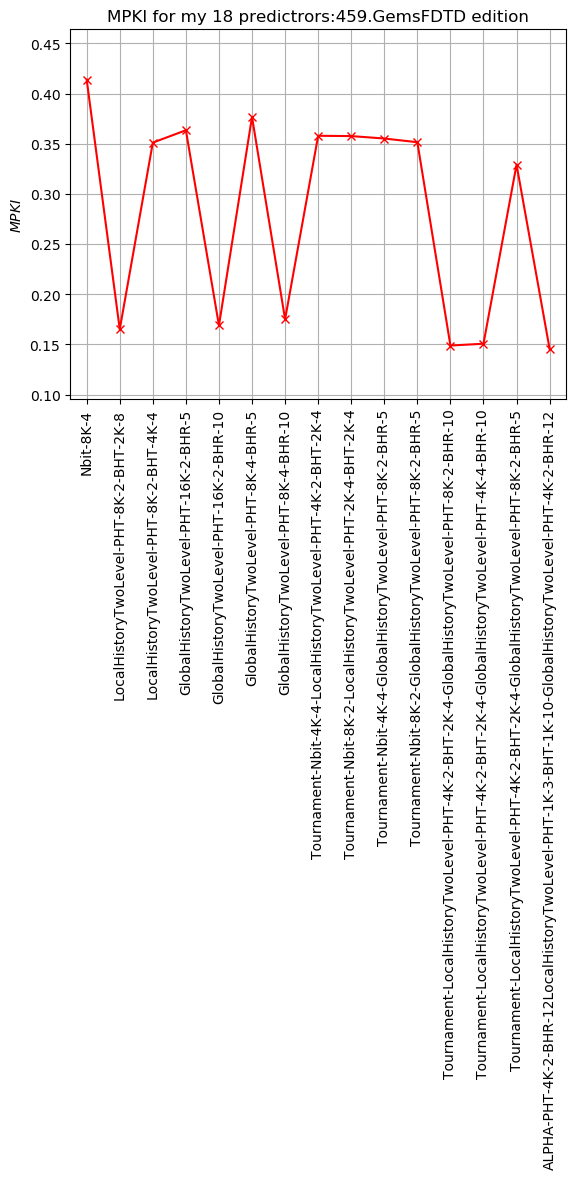 MPKI for my 18 predictrors:459.GemsFDTD edition
MPKI
0.45
0.40
0.35
0.30
0.25
0.20
0.15
0.10
Nbit-8K-4
LocalHistoryTwoLevel-PHT-8K-2-BHT-2K-8
LocalHistoryTwoLevel-PHT-8K-2-BHT-4K-4
GlobalHistoryTwoLevel-PHT-16K-2-BHR-5
GlobalHistoryTwoLevel-PHT-16K-2-BHR-10
GlobalHistoryTwoLevel-PHT-8K-4-BHR-5
GlobalHistoryTwoLevel-PHT-8K-4-BHR-10
Tournament-Nbit-4K-4-LocalHistoryTwoLevel-PHT-4K-2-BHT-2K-4
Tournament-Nbit-8K-2-LocalHistoryTwoLevel-PHT-2K-4-BHT-2K-4
Tournament-Nbit-4K-4-GlobalHistoryTwoLevel-PHT-8K-2-BHR-5
Tournament-Nbit-8K-2-GlobalHistoryTwoLevel-PHT-8K-2-BHR-5
Tournament-LocalHistoryTwoLevel-PHT-4K-2-BHT-2K-4-GlobalHistoryTwoLevel-PHT-8K-2-BHR-10
Tournament-LocalHistoryTwoLevel-PHT-4K-2-BHT-2K-4-GlobalHistoryTwoLevel-PHT-4K-4-BHR-10
Tournament-LocalHistoryTwoLevel-PHT-4K-2-BHT-2K-4-GlobalHistoryTwoLevel-PHT-8K-2-BHR-5
ALPHA-PHT-4K-2-BHR-12LocalHistoryTwoLevel-PHT-1K-3-BHT-1K-10-GlobalHistoryTwoLevel-PHT-4K-2-BHR-12